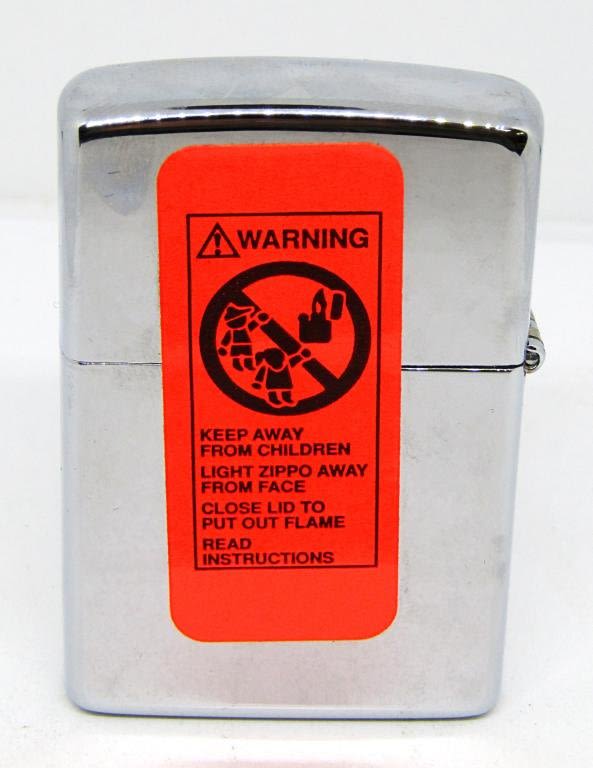 WARNING
KEEP AWAY
FROM CHILDREN
LIGHT ZIPPO AWAY
FROM FACE
CLOSE LID TO
PUT OUT FLAME
READ
INSTRUCTIONS